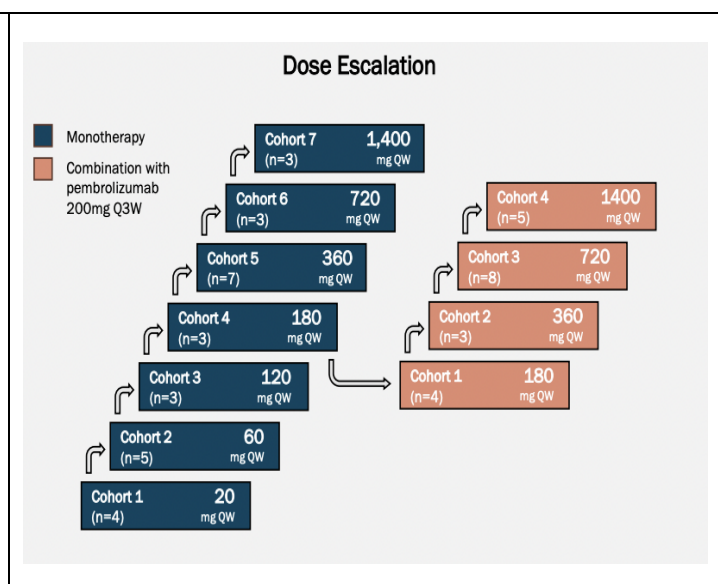 Dose Escalation
Monotherapy
Combination with
pembrolizumab
200mg Q3W
Cohort 7 1,400
(n=3) mg QW
Cohort 6 720
(n=3) mg QW
Cohort 5 360
(n=7) mg QW
Cohort 4 180
(n=3) mg QW
Cohort 3 120
(n=3) mg QW
Cohort 2 60
(n=5) mg QW
Cohort 1 20
(n=4) mg QW
Cohort 4 1400
(n=5) mg QW
Cohort 3 720
(n=8) mg QW
Cohort 2 360
(n=3) mg QW
Cohort 1 180
(n=4) mg QW